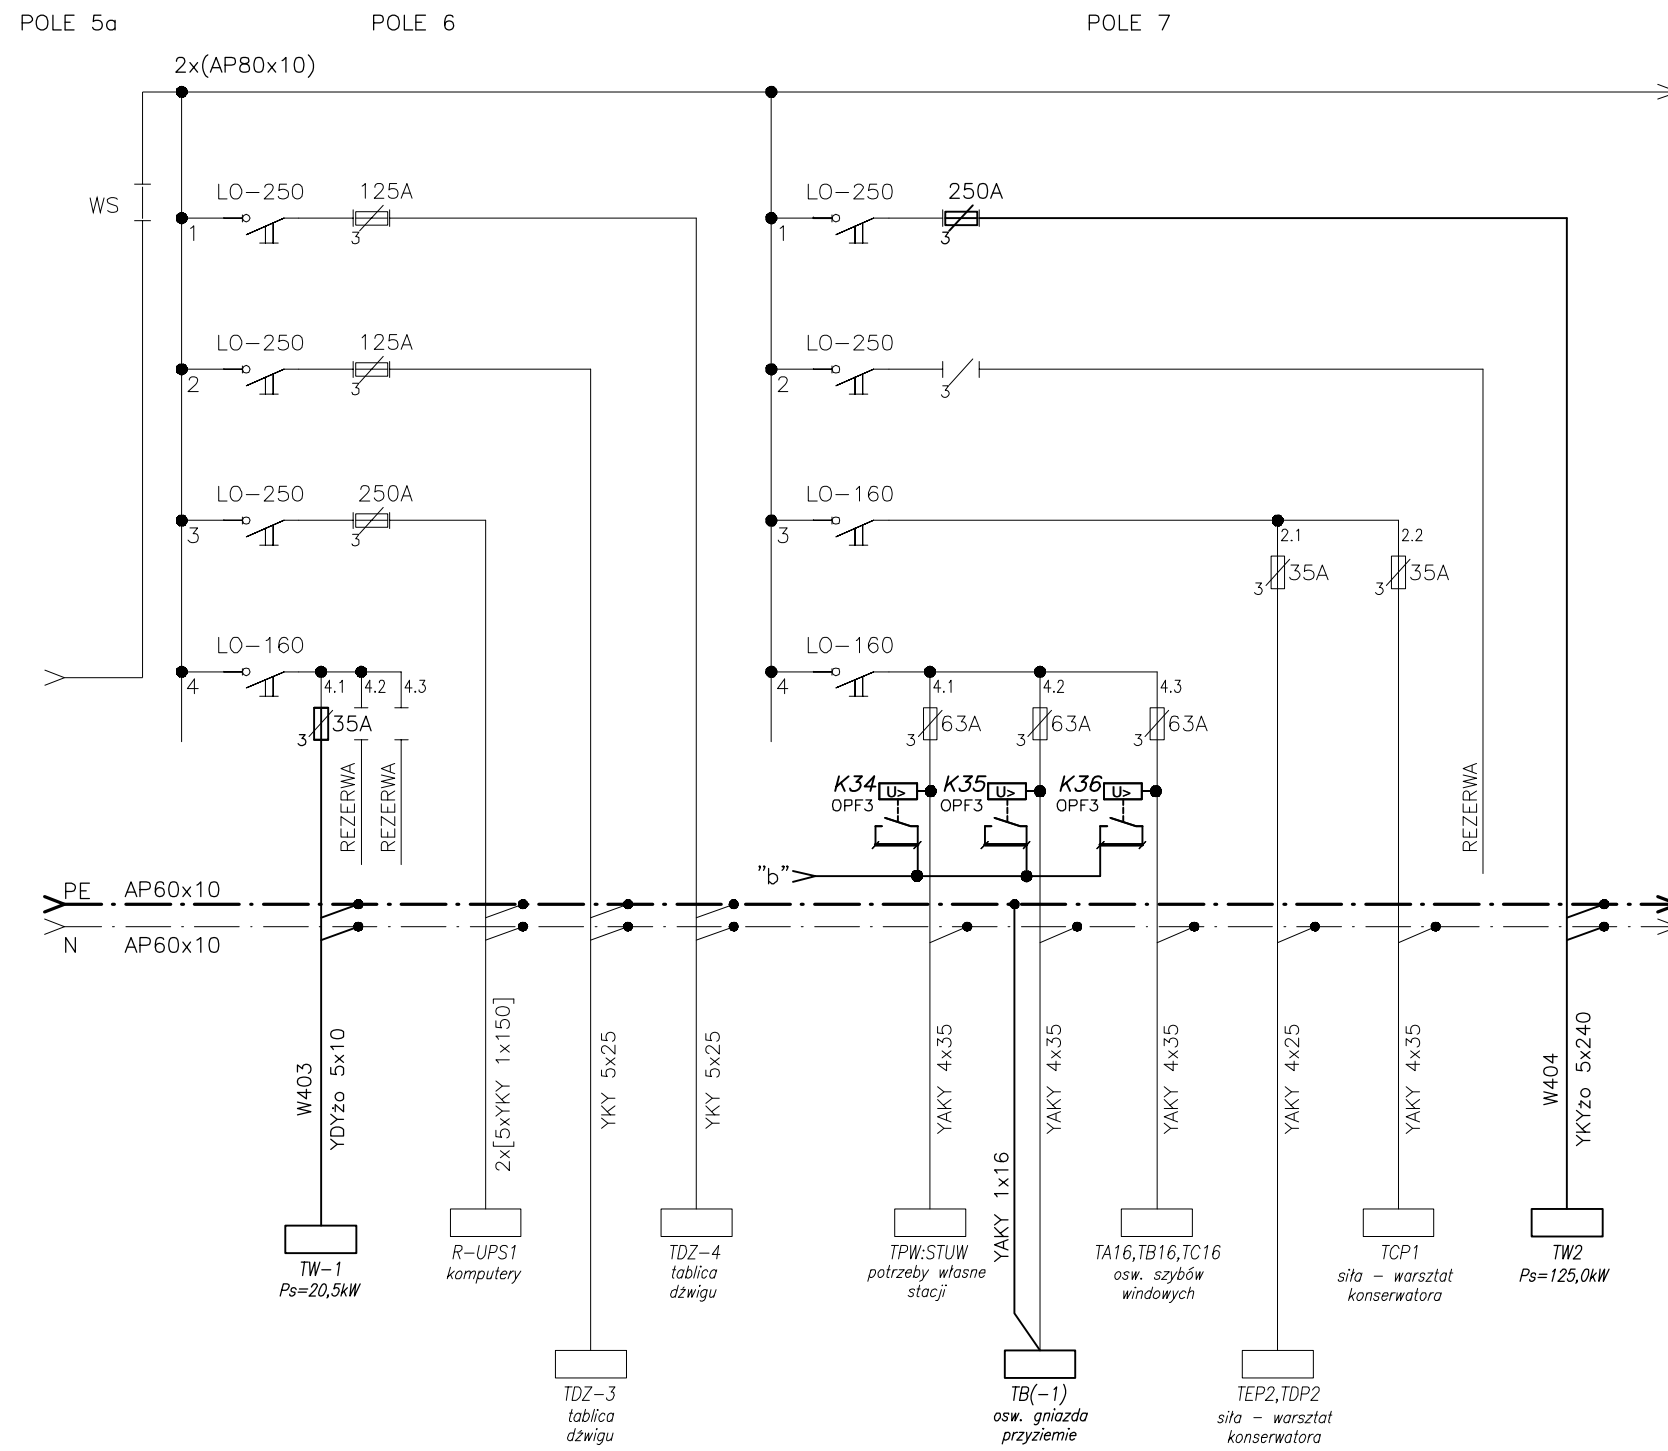 POLE 5a
POLE 6
POLE 7
2x(AP80x10)
WS
LO-250
125A
1
3
LO-250
125A
2
3
LO-250
250A
3
3
LO-160
4
4.1
4.2
4.3
3
35A
REZERWA
REZERWA
LO-250
250A
1
3
LO-250
2
3
LO-160
3
2.1
2.2
3
35A
3
35A
LO-160
4
4.1
4.2
4.3
3
63A
3
63A
3
63A
K34
OPF3
U>
K35
OPF3
U>
K36
OPF3
U>
REZERWA
"b"
PE
AP60x10
N
AP60x10
W403
YDYżo 5x10
2x[5xYKY 1x150]
YKY 5x25
YKY 5x25
YAKY 4x35
YAKY 1x16
YAKY 4x35
YAKY 4x35
YAKY 4x25
YAKY 4x35
W404
YKYżo 5x240
TW-1
Ps=20,5kW
R-UPS1
komputery
TDZ-3
tablica
dźwigu
TDZ-4
tablica
dźwigu
TPW:STUW
potrzeby własne
stacji
TB(-1)
osw. gniazda
przyziemie
TA16,TB16,TC16
osw. szybów
windowych
TEP2,TDP2
siła - warsztat
konserwatora
TCP1
siła - warsztat
konserwatora
TW2
Ps=125,0kW